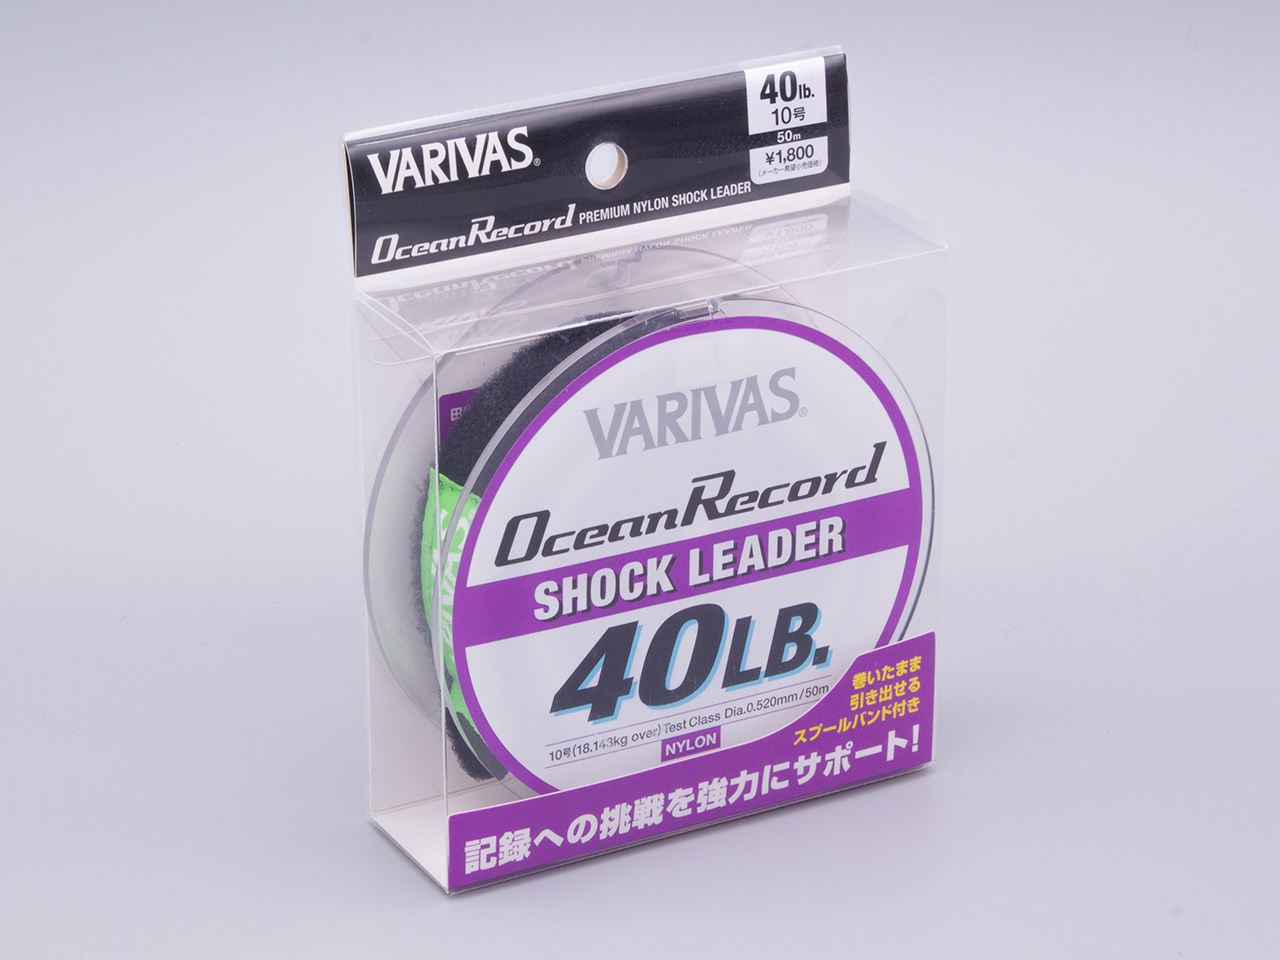 VARIVAS®
40lb.
10号
50m
¥1,800
(メーカー希望小売価格)
OceanRecord PREMIUM NYLON SHOCK LEADER
VARIVAS®
OceanRecord
SHOCK LEADER
40LB.
10号(18.143kg over) Test Class Dia.0.520mm/50m
NYLON
巻いたまま
引き出せる
スプールバンド付き
記録への挑戦を強力にサポート!